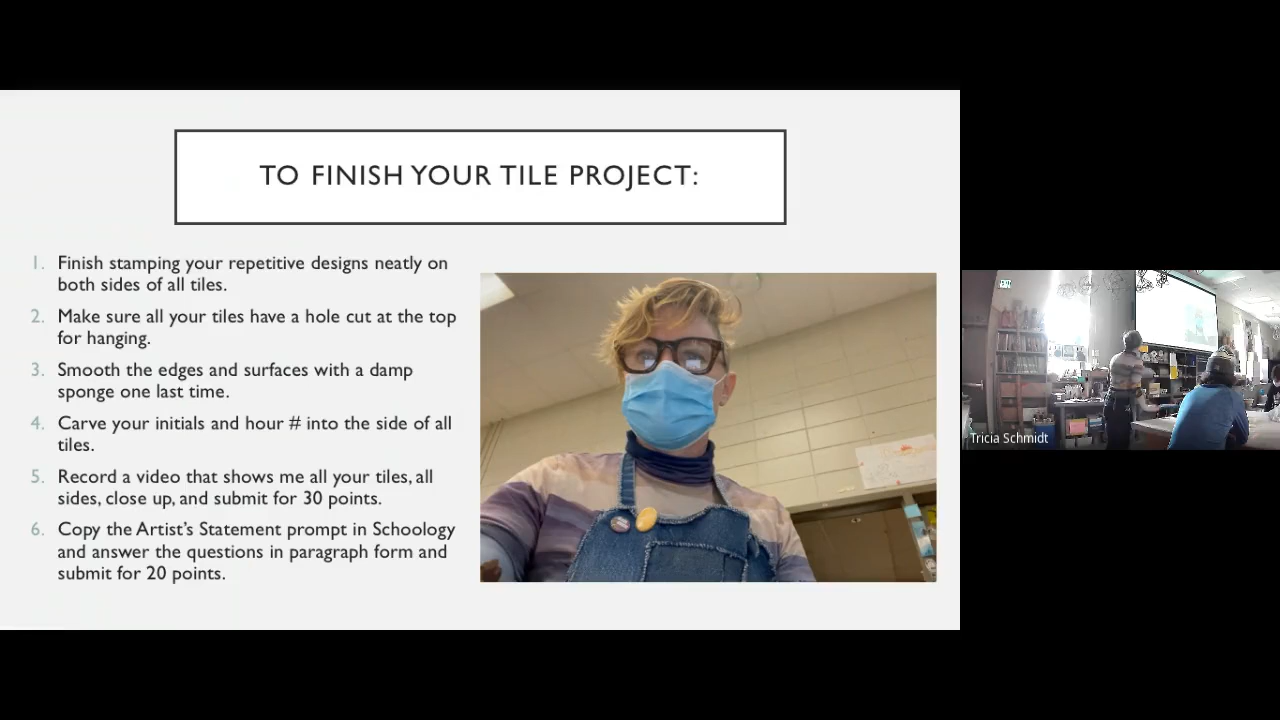 TO FINISH YOUR TILE PROJECT:
1. Finish stamping your repetitive designs neatly on
both sides of all tiles.
2. Make sure all your tiles have a hole cut at the top
for hanging.
3. Smooth the edges and surfaces with a damp
sponge one last time.
4. Carve your initials and hour # into the side of all
tiles.
5. Record a video that shows me all your tiles, all
sides, close up, and submit for 30 points.
6. Copy the Artist's Statement prompt in Schoology
and answer the questions in paragraph form and
submit for 20 points.
Tricia Schmidt